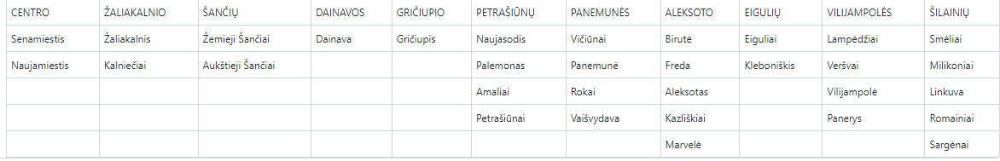 CENTRO ŽALIAKALNIO ŠANČIŲ DAINAVOS GRIČIUPIO PETRAŠIŪNŲ PANEMUNĖS ALEKSOTO EIGULIŲ VILIJAMPOLĖS ŠILAINIŲ
Senamiestis Žaliakalnis Žemieji Šančiai Dainava Gričiupis Naujasodis Vičiūnai Birutė Eiguliai Lampėdžiai Smėliai
Naujamiestis Kalniečiai Aukštieji Šančiai Palemonas Panemunė Freda Kleboniškis Veršvai Milikoniai
Amaliai Rokai Aleksotas Vilijampolė Linkuva
Petrašiūnai Vaišvydava Kazliškiai Panerys Romainiai
Marvelė Sargėnai